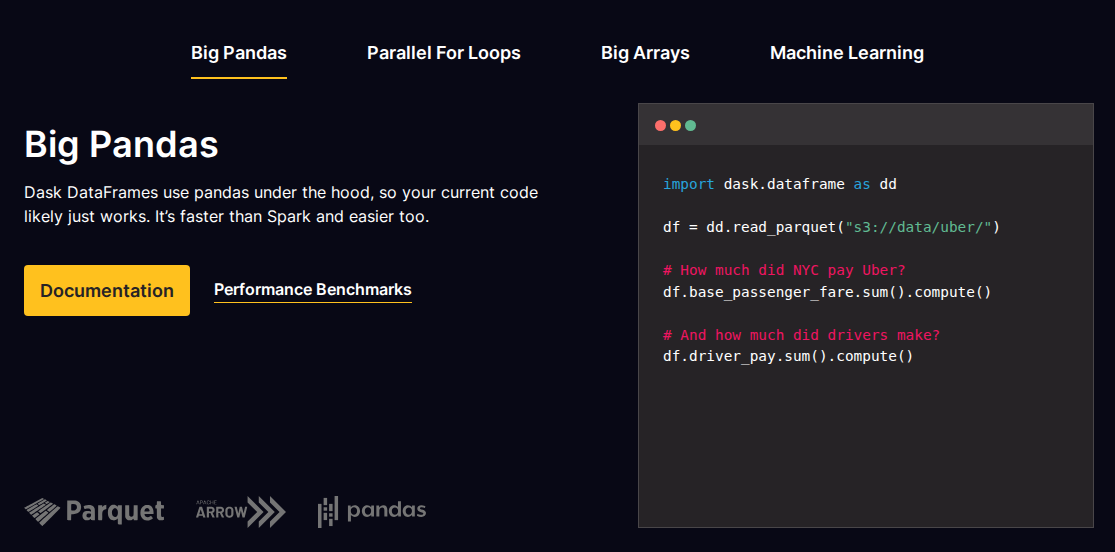 Big Pandas
Parallel For Loops
Big Arrays
Machine Learning
Big Pandas
Dask DataFrames use pandas under the hood, so your current code
likely just works. It’s faster than Spark and easier too.
Documentation
Performance Benchmarks
import dask.dataframe as dd
df = dd.read_parquet("s3://data/uber/")
# How much did NYC pay Uber?
df.base_passenger_fare.sum().compute()
# And how much did drivers make?
df.driver_pay.sum().compute()
Parquet
APACHE
ARROW
pandas